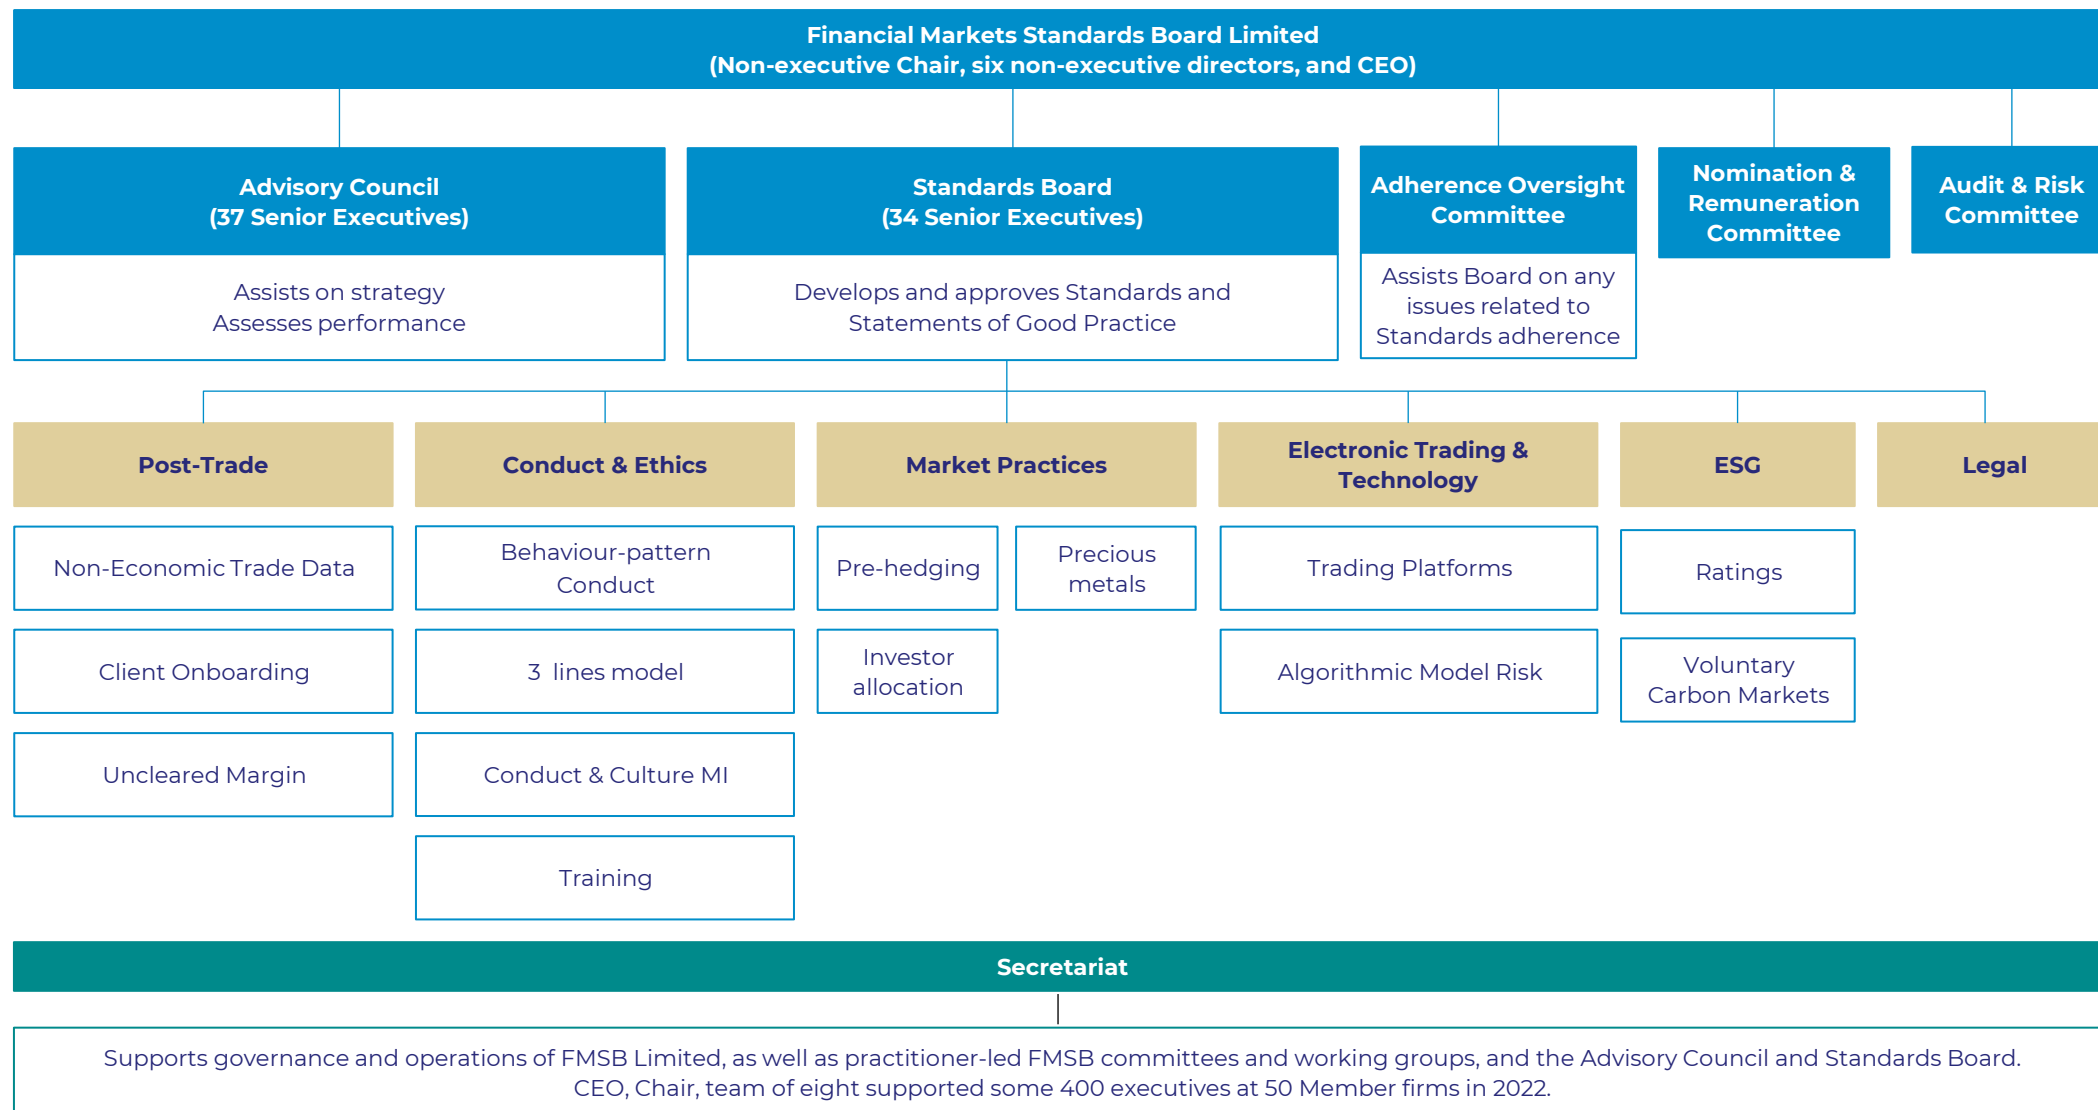 Financial Markets Standards Board Limited
(Non-executive Chair, six non-executive directors, and CEO)
Advisory Council
(37 Senior Executives)
Assists on strategy
Assesses performance
Standards Board
(34 Senior Executives)
Develops and approves Standards and
Statements of Good Practice
Adherence Oversight
Committee
Assists Board on any
issues related to
Standards adherence
Nomination &
Remuneration
Committee
Audit & Risk
Committee
Post-Trade
Non-Economic Trade Data
Client Onboarding
Uncleared Margin
Conduct & Ethics
Behaviour-pattern
Conduct
3 lines model
Conduct & Culture MI
Training
Market Practices
Pre-hedging
Precious
metals
Investor
allocation
Electronic Trading &
Technology
Trading Platforms
Algorithmic Model Risk
ESG
Ratings
Voluntary
Carbon Markets
Legal
Secretariat
Supports governance and operations of FMSB Limited, as well as practitioner-led FMSB committees and working groups, and the Advisory Council and Standards Board.
CEO, Chair, team of eight supported some 400 executives at 50 Member firms in 2022.